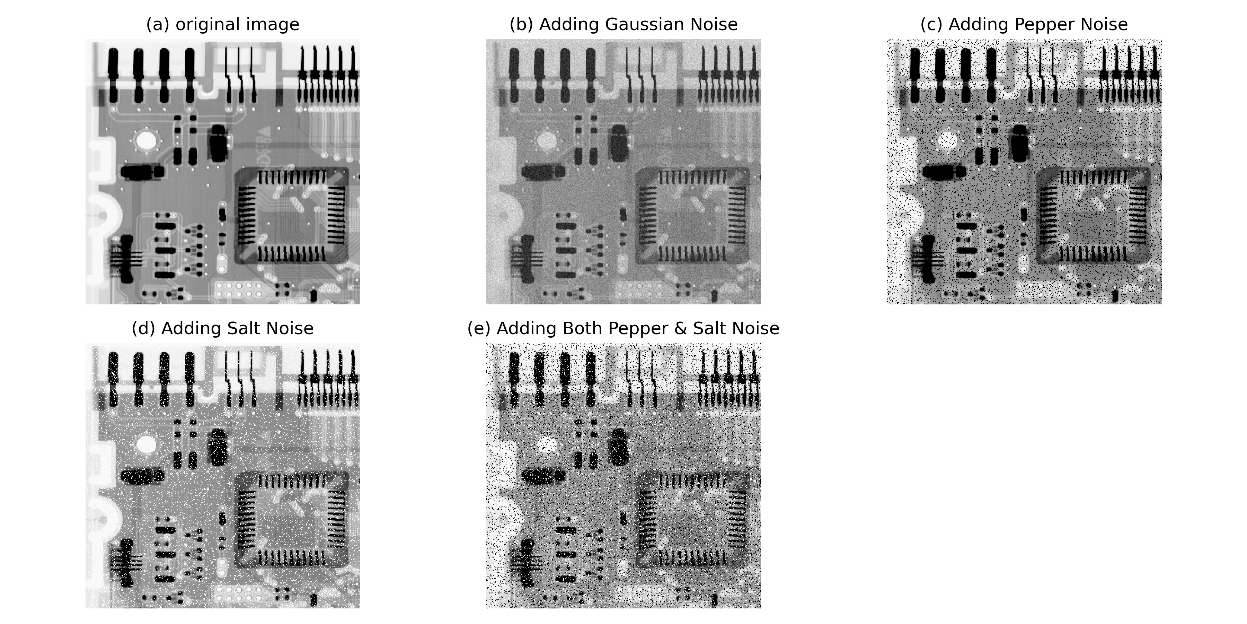 (a) original image
(b) Adding Gaussian Noise
(c) Adding Pepper Noise
(d) Adding Salt Noise
(e) Adding Both Pepper & Salt Noise